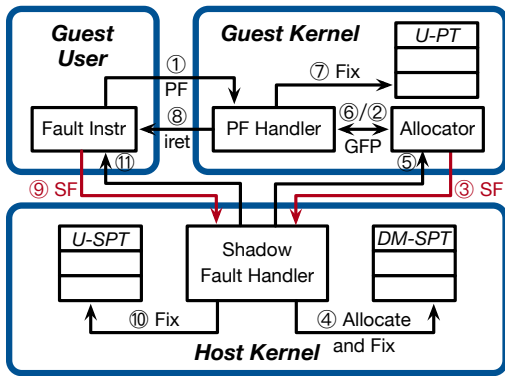 Guest
User
Guest Kernel
U-PT
①
PF
⑦ Fix
Fault Instr
⑧
iret
PF Handler
⑥/②
GFP
Allocator
⑪
⑤
⑨ SF
③ SF
U-SPT
Shadow
Fault Handler
DM-SPT
⑩ Fix
④ Allocate
and Fix
Host Kernel